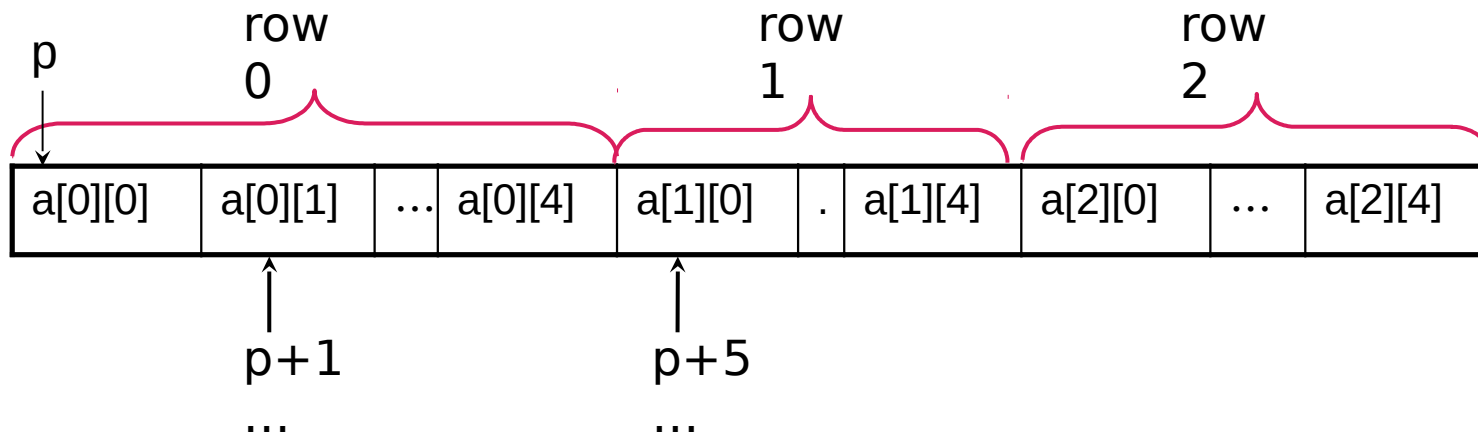 p
row 0
row 1
row 2
a[0][0] a[0][1] ... a[0][4] a[1][0] . a[1][4] a[2][0] ... a[2][4]
p+1 p+5
... ...